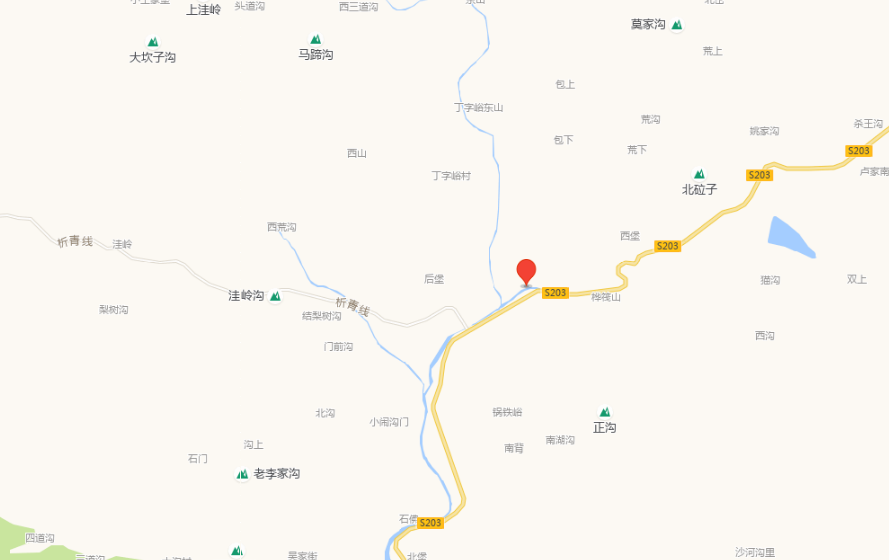 上洼岭
头道沟
西三道沟
莫家沟
荒上
大坎子沟
马蹄沟
包上
丁字峪东山
荒沟
姚家沟
杀王沟
包下
荒下
S203
西山
丁字峪村
S203
北砬子
西荒沟
西堡
S203
析青线
洼岭
后堡
猫沟
双上
S203
桦筏山
洼岭沟
析青线
梨树沟
结梨树沟
西沟
门前沟
北沟
小闹沟门
锅铁峪
正沟
南湖沟
南背
沟上
石门
老李家沟
S203
四道沟
吴家街
北堡
沙河沟里